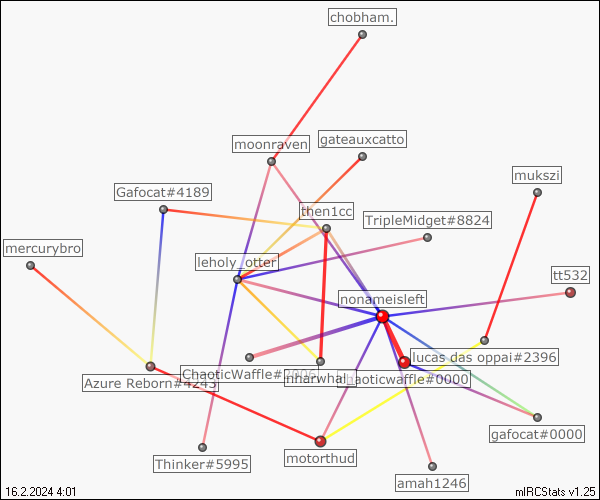 chobham.
moonraven
gateauxcatto
mukszi
Gafocat#4189
then1cc
TripleMidget#8824
mercurybro
leholy_otter
tt532
nonameisleft
lucas das oppai#2396
ChaoticWaffle#
nharwhal
chaoticwaffle#0000
Azure Reborn#4243
gafocat#0000
Thinker#5995
motorthud
amah1246
16.2.2024 4:01
mIRCStats v1.25